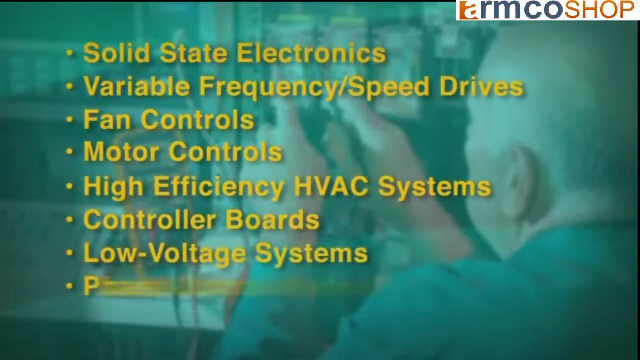 armcoSHOP
• Solid State Electronics
• Variable Frequency/Speed Drives
• Fan Controls
• Motor Controls
• High Efficiency HVAC Systems
• Controller Boards
• Low-Voltage Systems
• P